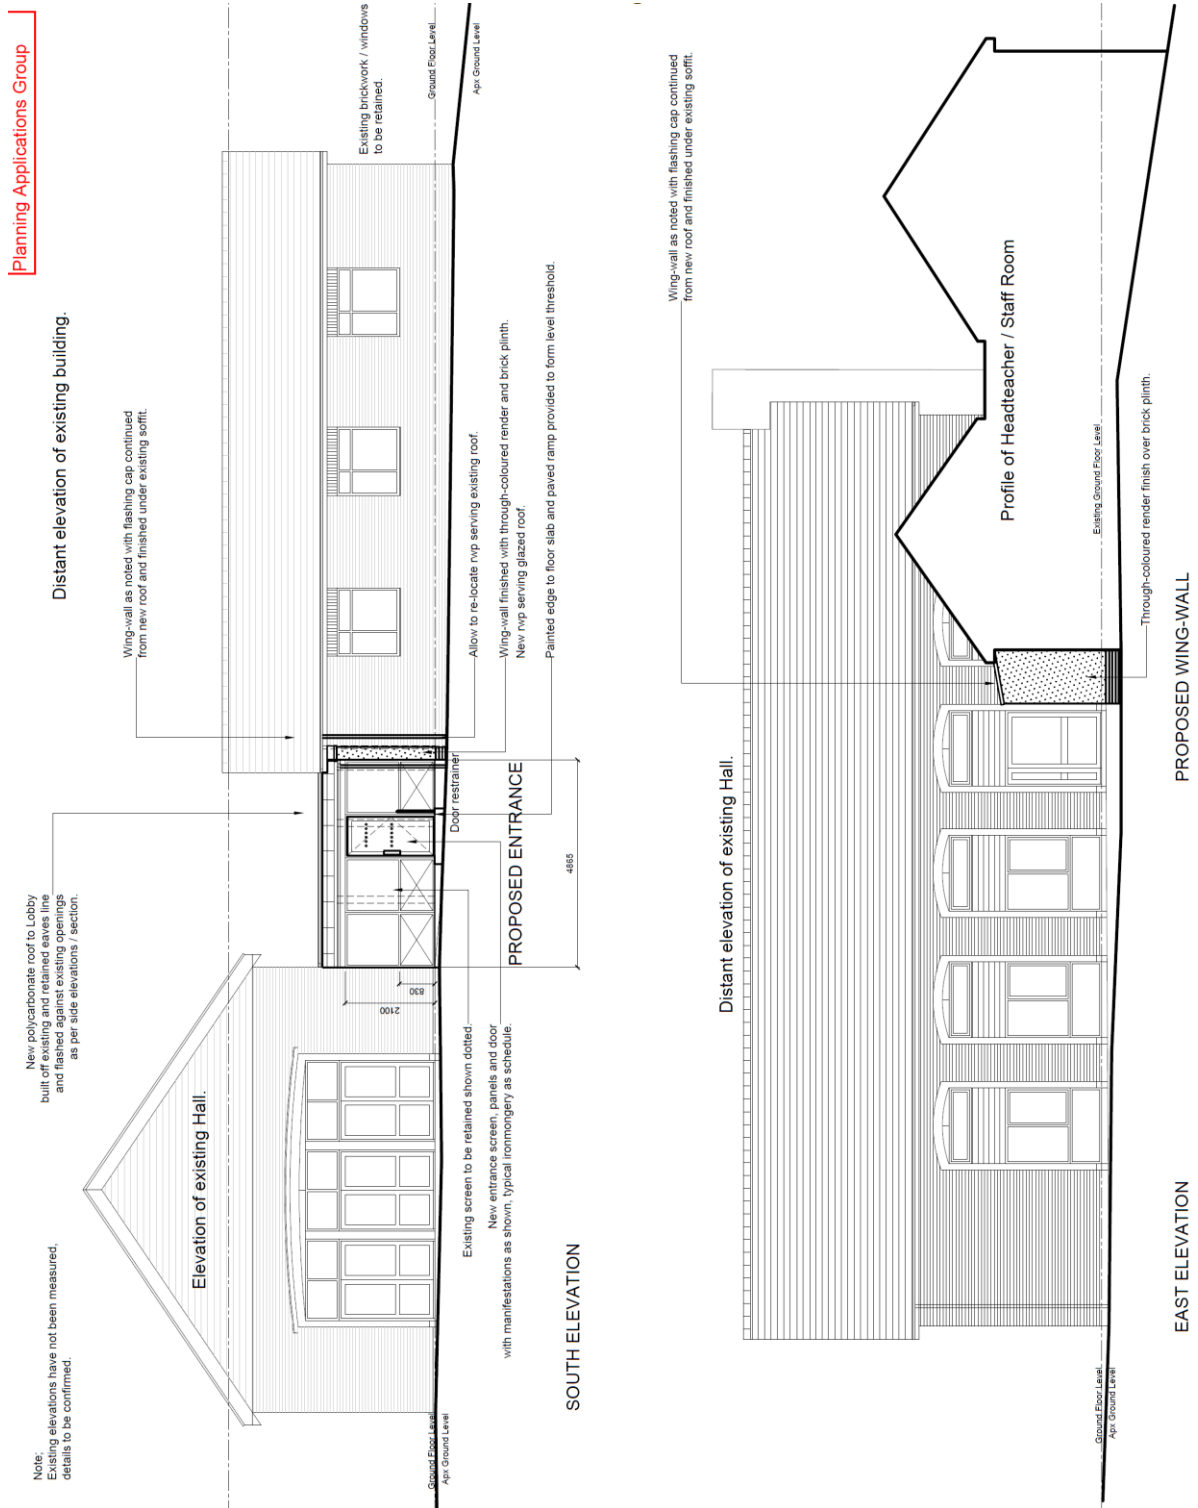 Planning Applications Group
Note:
Existing elevations have not been measured,
details to be confirmed.
New polycarbonate roof to Lobby
built off existing and retained eaves line
and flashed against existing openings
as per side elevations / section.
Distant elevation of existing building.
Wing-wall as noted with flashing cap continued
from new roof and finished under existing soffit.
Existing brickwork / windows
to be retained.
Elevation of existing Hall.
Ground Floor Level
Apx Ground Level
Ground Floor Level
Apx Ground Level
2100
830
Door restrainer
Allow to re-locate rwp serving existing roof.
Wing-wall finished with through-coloured render and brick plinth.
New rwp serving glazed roof.
Painted edge to floor slab and paved ramp provided to form level threshold.
Existing screen to be retained shown dotted.
New entrance screen, panels and door
with manifestations as shown, typical ironmongery as schedule.
PROPOSED ENTRANCE
4865
SOUTH ELEVATION
Wing-wall as noted with flashing cap continued
from new roof and finished under existing soffit.
Distant elevation of existing Hall.
Profile of Headteacher / Staff Room
Existing Ground Floor Level
Ground Floor Level
Apx Ground Level
Through-coloured render finish over brick plinth.
EAST ELEVATION
PROPOSED WING-WALL